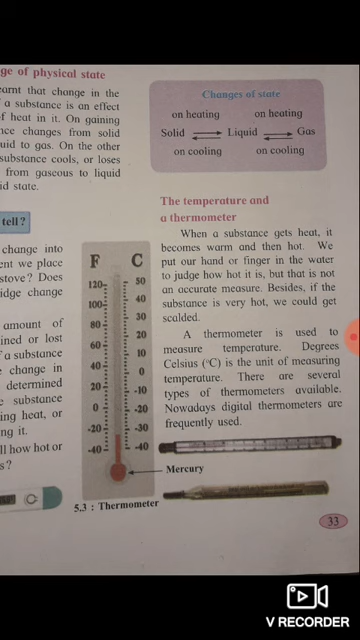 ge of physical state
earnt that change in the
f a substance is an effect
of heat in it. On gaining
nce changes from solid
uid to gas. On the other
substance cools, or loses
from gaseous to liquid
id state.
tell?
change into
ent we place
stove? Does
idge change
amount of
ined or lost
f a substance
e change in
determined
e substance
ing heat, or
ng it.
ll how hot or
s?
Changes of state
on heating on heating
Solid Liquid Gas
on cooling on cooling
The temperature and
a thermometer
When a substance gets heat, it
becomes warm and then hot. We
put our hand or finger in the water
to judge how hot it is, but that is not
an accurate measure. Besides, if the
substance is very hot, we could get
scalded.
A thermometer is used to
measure temperature. Degrees
Celsius (°C) is the unit of measuring
temperature. There are several
types of thermometers available.
Nowadays digital thermometers are
frequently used.
F C
120 50
100 40
80 30
60 20
40 10
20 0
0 -10
-20 -20
-40 -30
-40
Mercury
5.3 : Thermometer
33
V RECORDER